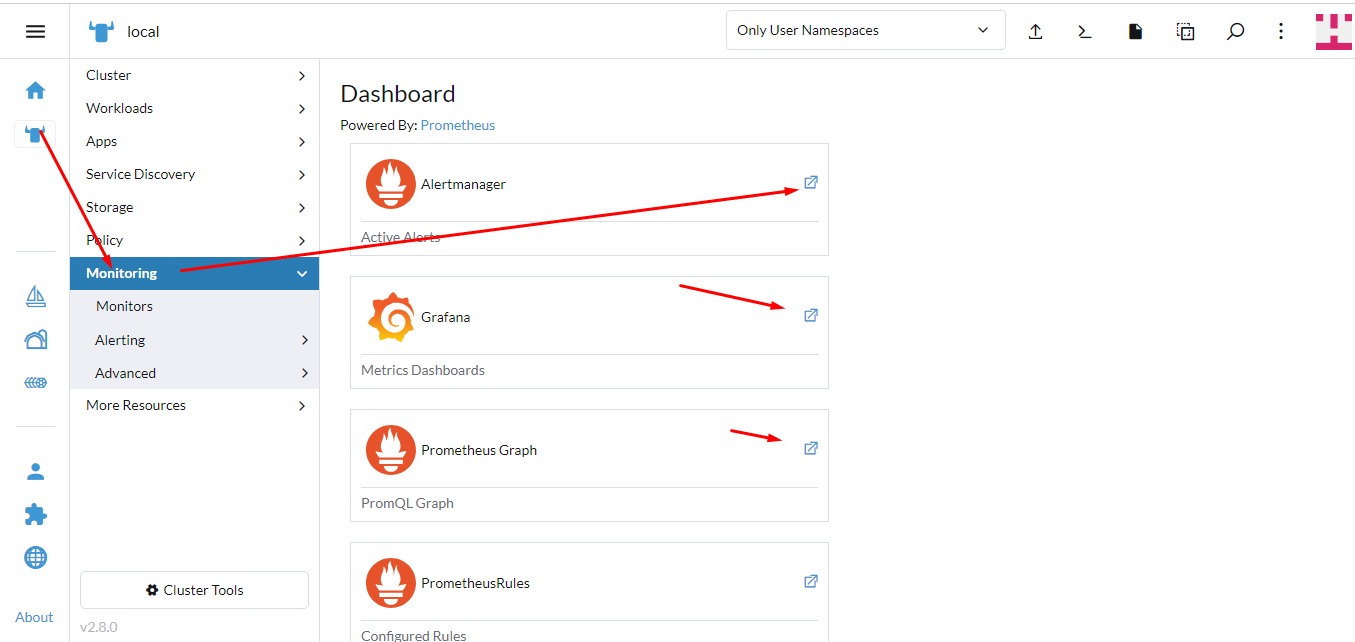 local
Only User Namespaces
Cluster
Workloads
Apps
Service Discovery
Storage
Policy
Monitoring
Monitors
Alerting
Advanced
More Resources
Cluster Tools
About
v2.8.0
Dashboard
Powered By: Prometheus
Alertmanager
Active Alerts
Grafana
Metrics Dashboards
Prometheus Graph
PromQL Graph
PrometheusRules
Configured Rules